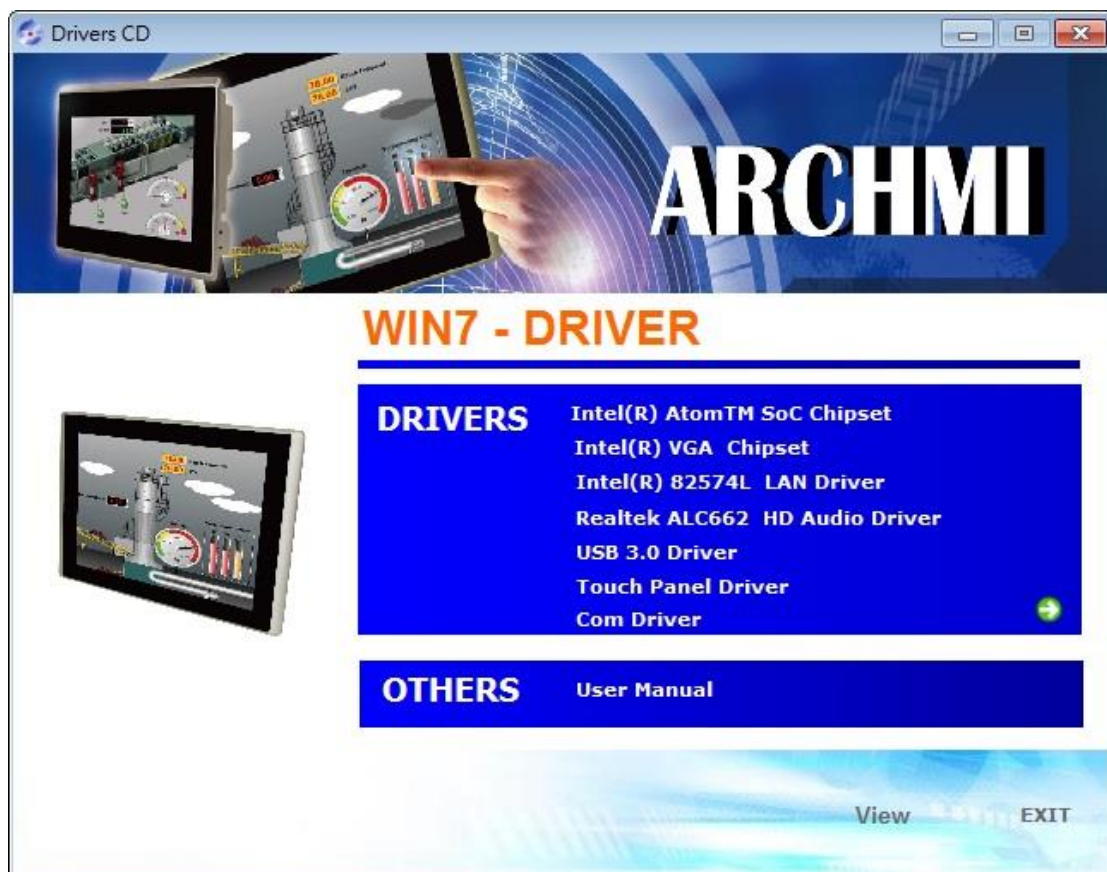 Drivers CD
ARCHMI
WIN7 - DRIVER
DRIVERS
Intel(R) AtomTM SoC Chipset
Intel(R) VGA Chipset
Intel(R) 82574L LAN Driver
Realtek ALC662 HD Audio Driver
USB 3.0 Driver
Touch Panel Driver
Com Driver
OTHERS
User Manual
View
EXIT